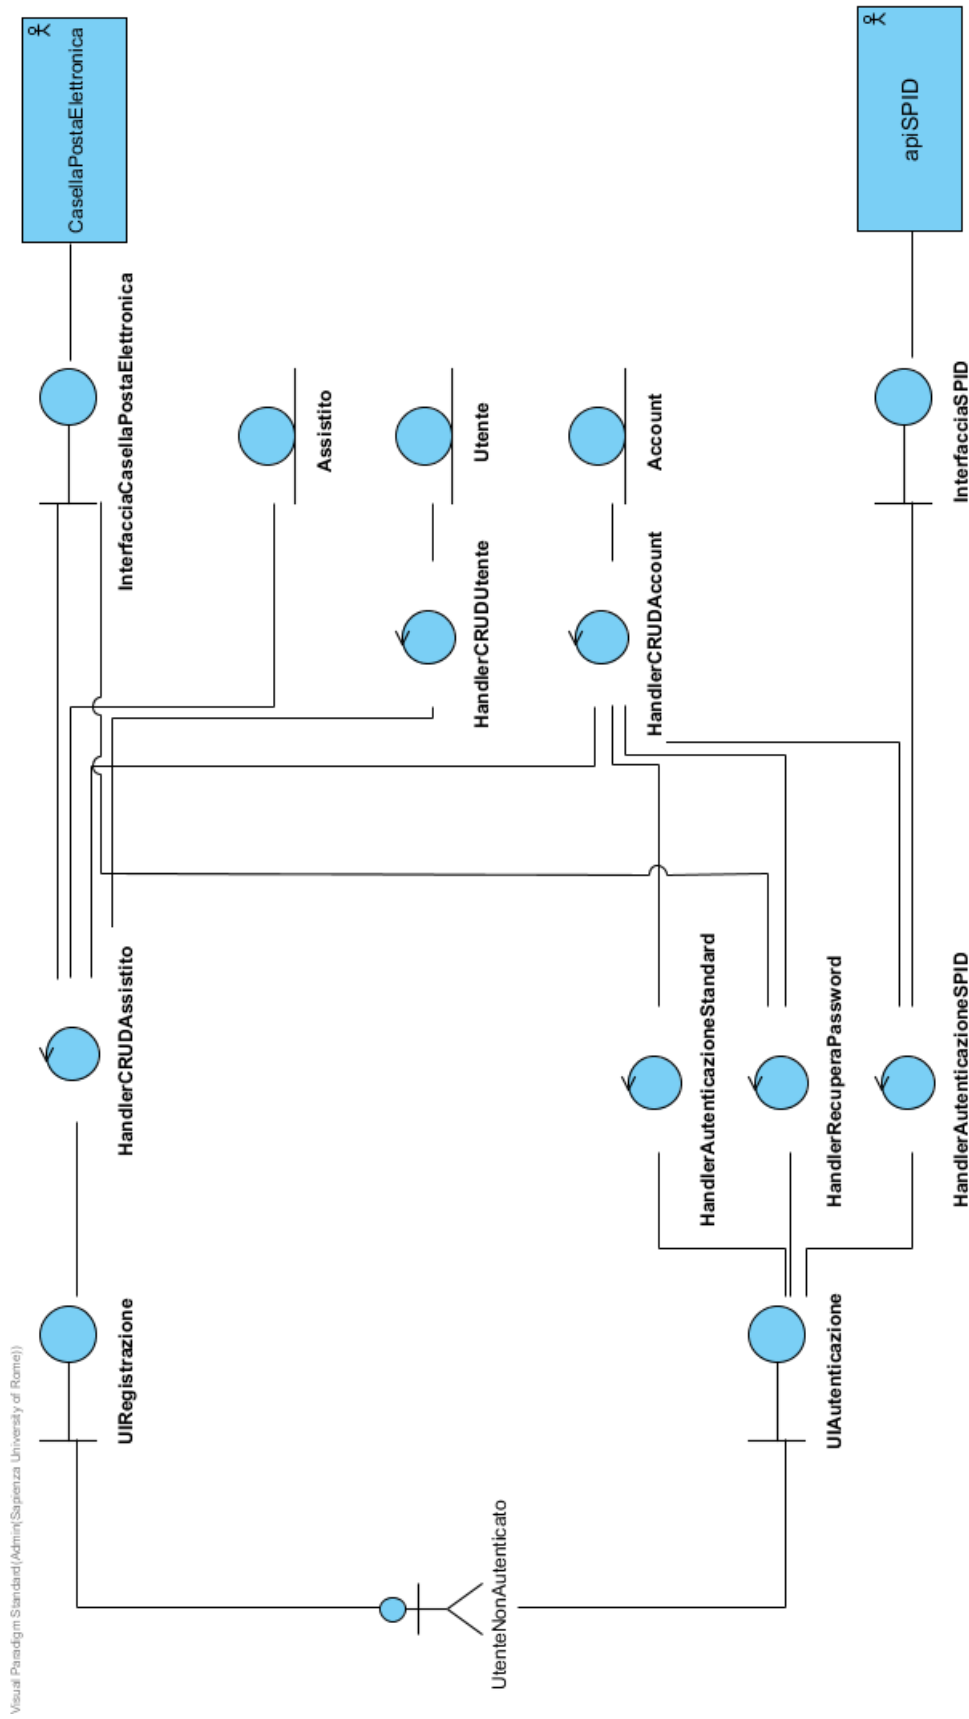 Visual Paradigm Standard(Admin(Sapienza University of Rome))
UIRegistrazione
HandlerCRUDAssistito
InterfacciaCasellaPostaElettronica
CasellaPostaElettronica
Assistito
HandlerCRUDUtente
Utente
UtenteNonAutenticato
HandlerCRUDAccount
Account
HandlerAutenticazioneStandard
UIAutenticazione
HandlerRecuperaPassword
HandlerAutenticazioneSPID
InterfacciaSPID
apiSPID